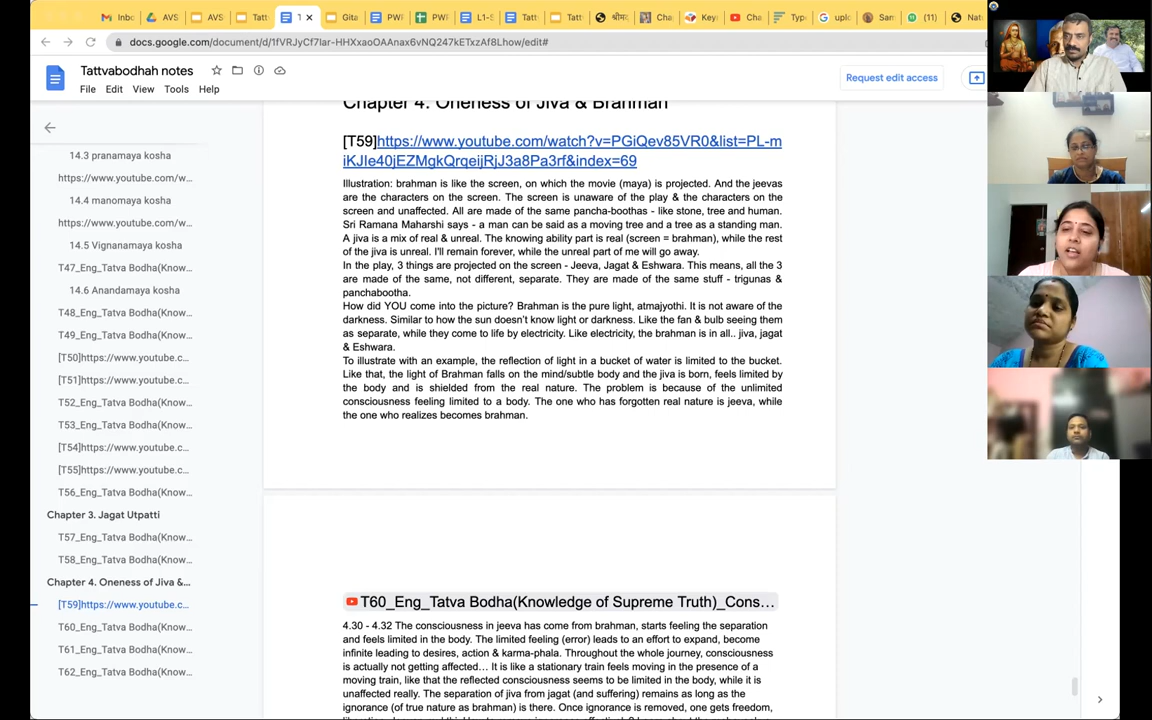 Inbo
AVS
AVS
Tatt
T
Gita
PWF
PWF
L1-S
Tatt
Tatt
श्रीम
Cha
Key
Cha
Typ
uplo
San
(11)
Nat
docs.google.com/document/d/1fVRJyCf7Iar-HHXxaoOAAnax6vNQ247kETxzAf8Lhow/edit#
Tattvabodhah notes
File Edit View Tools Help
Request edit access
14.3 pranamaya kosha
https://www.youtube.com/w...
14.4 manomaya kosha
https://www.youtube.com/w...
14.5 Vignanamaya kosha
T47_Eng_Tatva Bodha(Know...
14.6 Anandamaya kosha
T48_Eng_Tatva Bodha(Know...
T49_Eng_Tatva Bodha(Know...
[T50]https://www.youtube.c...
[T51]https://www.youtube.c...
T52_Eng_Tatva Bodha(Know...
T53_Eng_Tatva Bodha(Know...
[T54]https://www.youtube.c...
[T55]https://www.youtube.c...
T56_Eng_Tatva Bodha(Know...
Chapter 3. Jagat Utpatti
T57_Eng_Tatva Bodha(Know...
T58_Eng_Tatva Bodha(Know...
Chapter 4. Oneness of Jiva &...
[T59]https://www.youtube.c...
T60_Eng_Tatva Bodha(Know...
T61_Eng_Tatva Bodha(Know...
T62_Eng_Tatva Bodha(Know...
Chapter 4. Oneness of Jiva & Brahman
[T59]https://www.youtube.com/watch?v=PGiQev85VR0&list=PL-m
iKJIe40jEZMgkQrqeijRjJ3a8Pa3rf&index=69
Illustration: brahman is like the screen, on which the movie (maya) is projected. And the jeevas
are the characters on the screen. The screen is unaware of the play & the characters on the
screen and unaffected. All are made of the same pancha-boothas - like stone, tree and human.
Sri Ramana Maharshi says - a man can be said as a moving tree and a tree as a standing man.
A jiva is a mix of real & unreal. The knowing ability part is real (screen = brahman), while the rest
of the jiva is unreal. I'll remain forever, while the unreal part of me will go away.
In the play, 3 things are projected on the screen - Jeeva, Jagat & Eshwara. This means, all the 3
are made of the same, not different, separate. They are made of the same stuff - trigunas &
panchabootha.
How did YOU come into the picture? Brahman is the pure light, atmajyothi. It is not aware of the
darkness. Similar to how the sun doesn't know light or darkness. Like the fan & bulb seeing them
as separate, while they come to life by electricity. Like electricity, the brahman is in all.. jiva, jagat
& Eshwara.
To illustrate with an example, the reflection of light in a bucket of water is limited to the bucket.
Like that, the light of Brahman falls on the mind/subtle body and the jiva is born, feels limited by
the body and is shielded from the real nature. The problem is because of the unlimited
consciousness feeling limited to a body. The one who has forgotten real nature is jeeva, while
the one who realizes becomes brahman.
T60_Eng_Tatva Bodha(Knowledge of Supreme Truth)_Cons...
4.30 - 4.32 The consciousness in jeeva has come from brahman, starts feeling the separation
and feels limited in the body. The limited feeling (error) leads to an effort to expand, become
infinite leading to desires, action & karma-phala. Throughout the whole journey, consciousness
is actually not getting affected... It is like a stationary train feels moving in the presence of a
moving train, like that the reflected consciousness seems to be limited in the body, while it is
unaffected really. The separation of jiva from jagat (and suffering) remains as long as the
ignorance (of true nature as brahman) is there. Once ignorance is removed, one gets freedom,